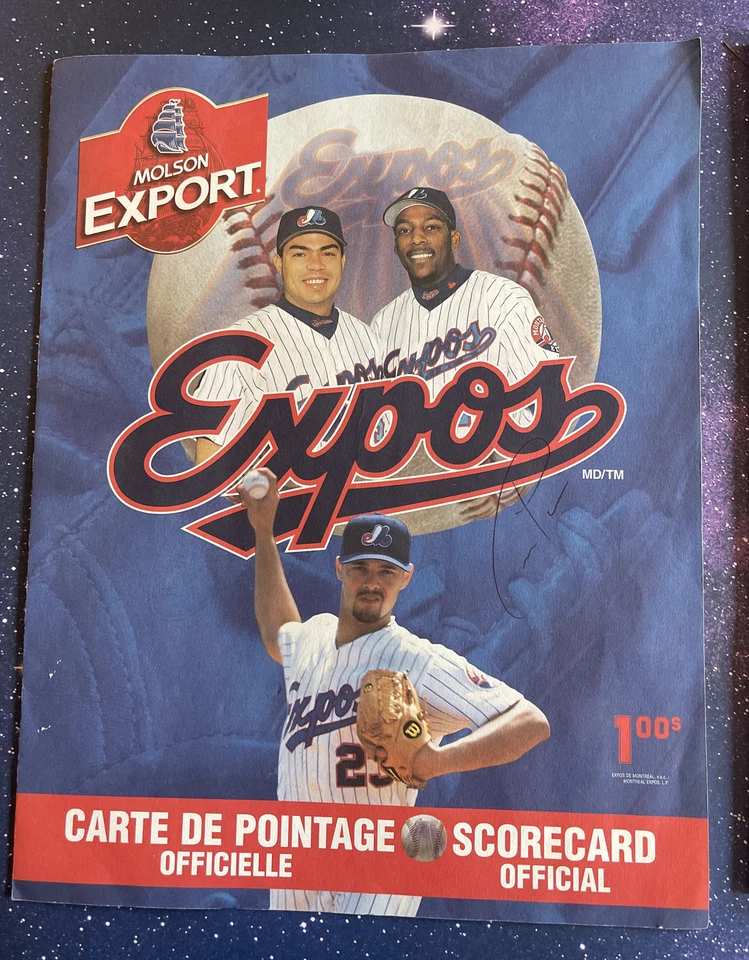 MOLSON
EXPORT
Expos
Expos
Expos
MD/TM
Expos
23
1 00$
EXPOS DE MONTRÉAL, s.e.c. /
MONTREAL EXPOS, L.P.
CARTE DE POINTAGE
OFFICIELLE
SCORECARD
OFFICIAL